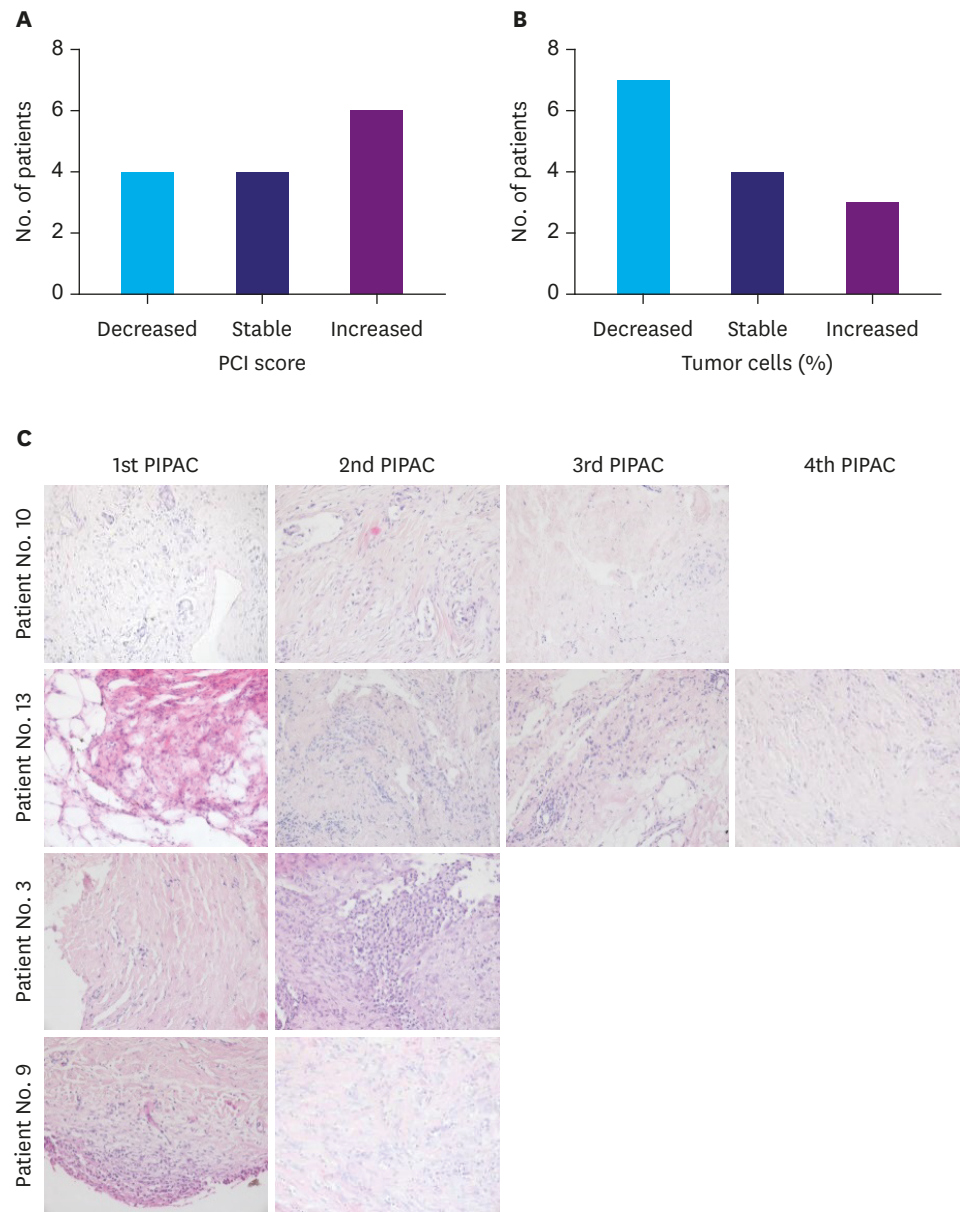 A
8
6
4
2
0
No. of patients
Decreased Stable Increased
PCI score
B
8
6
4
2
0
No. of patients
Decreased Stable Increased
Tumor cells (%)
C
1st PIPAC 2nd PIPAC 3rd PIPAC 4th PIPAC
Patient No. 10
Patient No. 13
Patient No. 3
Patient No. 9